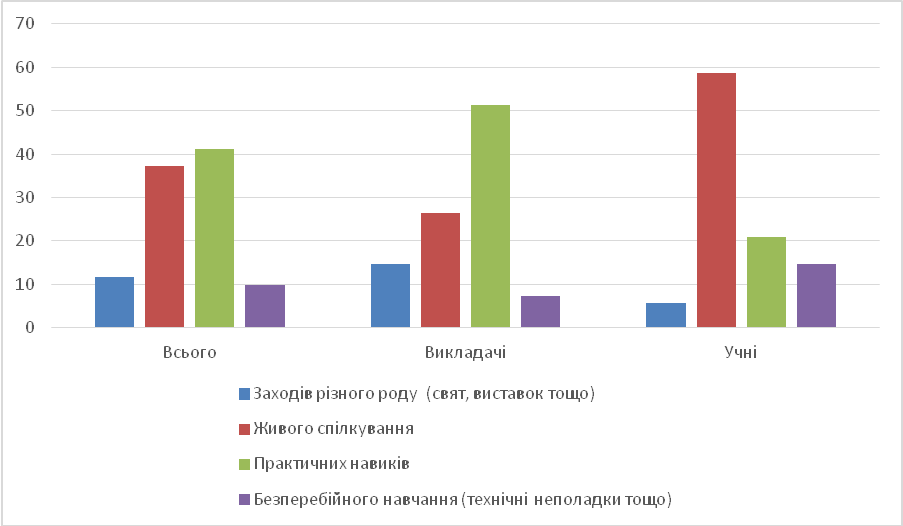 70
60
50
40
30
20
10
0
Всього Викладачі Учні
Заходів різного роду (свят, виставок тощо)
Живого спілкування
Практичних навиків
Безперебійного навчання (технічні неполадки тощо)